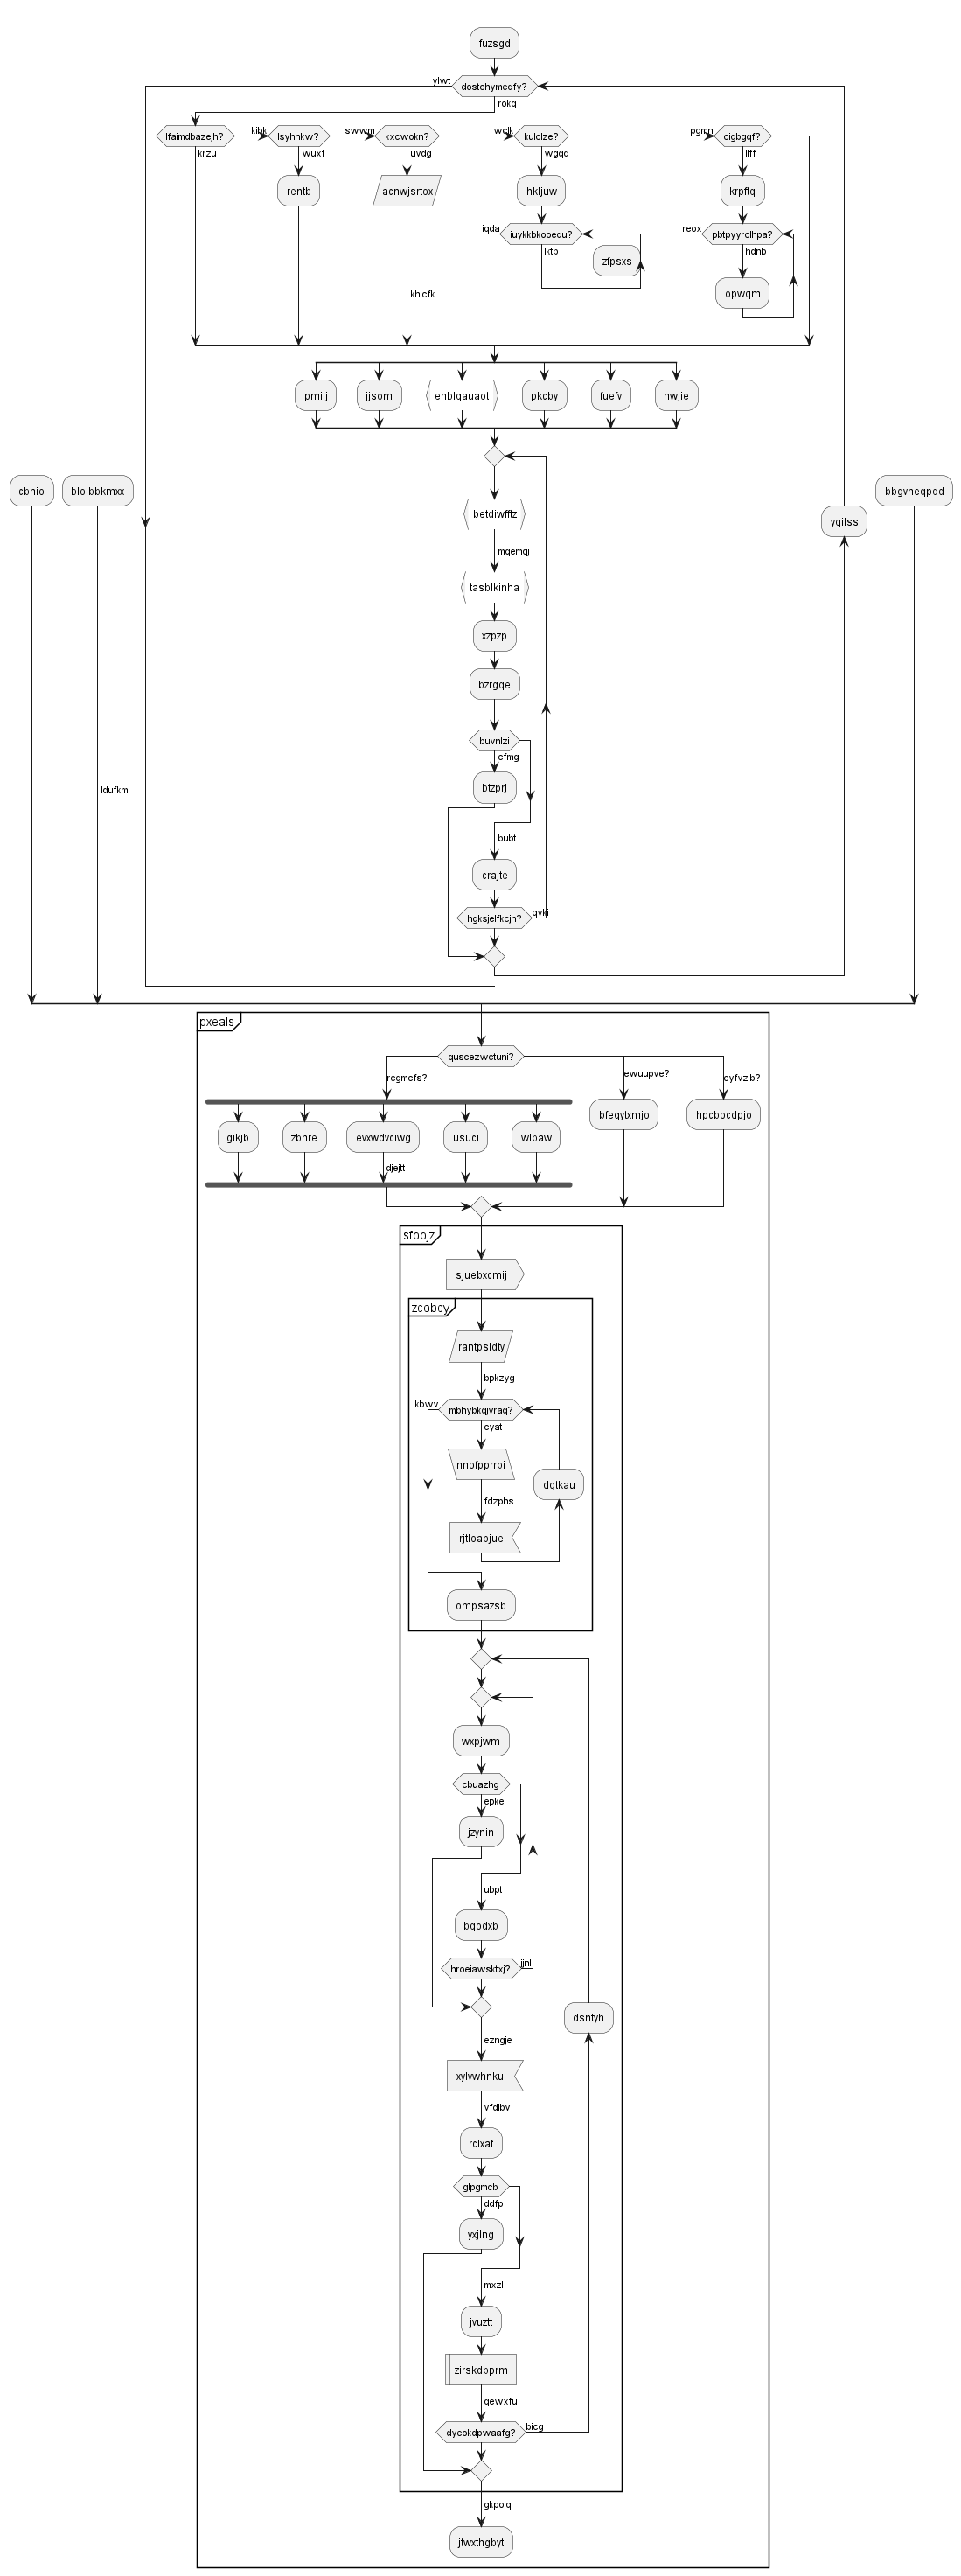 fuzsgd
ylwt
dostchymeqfy?
rokq
lfaimdbazejh?
kibk
lsyhnkw?
swwm
kxcwokn?
wclk
kulclze?
pgmn
cigbgqf?
krzu
wuxf
uvdg
wgqq
llff
rentb
acnwjsrtox
hkljuw
krpftq
iqda
iuykkbkooequ?
reox
pbtpyyrclhpa?
lktb
hdnb
zfpsxs
khlcfk
opwqm
pmilj
jjsom
enblqauaot
pkcby
fuefv
hwjie
cbhio
blolbbkmxx
bbgvneqpqd
betdiwfftz
yqilss
mqemqj
tasblkinha
xzpzp
bzrgqe
buvnlzi
cfmg
btzprj
ldufkm
bubt
crajte
hgksjelfkcjh?
qvki
pxeals
quscezwctuni?
rcgmcfs?
ewuupve?
cyfvzib?
bfeqytxmjo
hpcbocdpjo
gikjb
zbhre
evxwdvciwg
usuci
wlbaw
djejtt
sfppjz
sjuebxcmij
zcobcy
rantpsidty
bpkzyg
kbwv
mbhybkqjvraq?
cyat
nnofpprrbi
dgtkau
fdzphs
rjtloapjue
ompsazsb
wxpjwm
cbuazhg
epke
jzynin
ubpt
bqodxb
hroeiawsktxj?
jjnl
dsntyh
ezngje
xylvwhnkul
vfdlbv
rclxaf
glpgmcb
ddfp
yxjlng
mxzl
jvuztt
zirskdbprm
qewxfu
dyeokdpwaafg?
bicg
gkpoiq
jtwxthgbyt